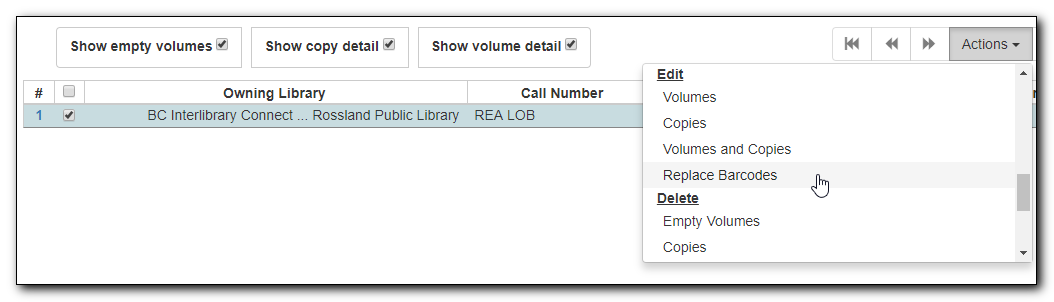 Show empty volumes
Show copy detail
Show volume detail
Actions
# Owning Library Call Number
1 BC Interlibrary Connect ... Rossland Public Library REA LOB
Edit
Volumes
Copies
Volumes and Copies
Replace Barcodes
Delete
Empty Volumes
Copies